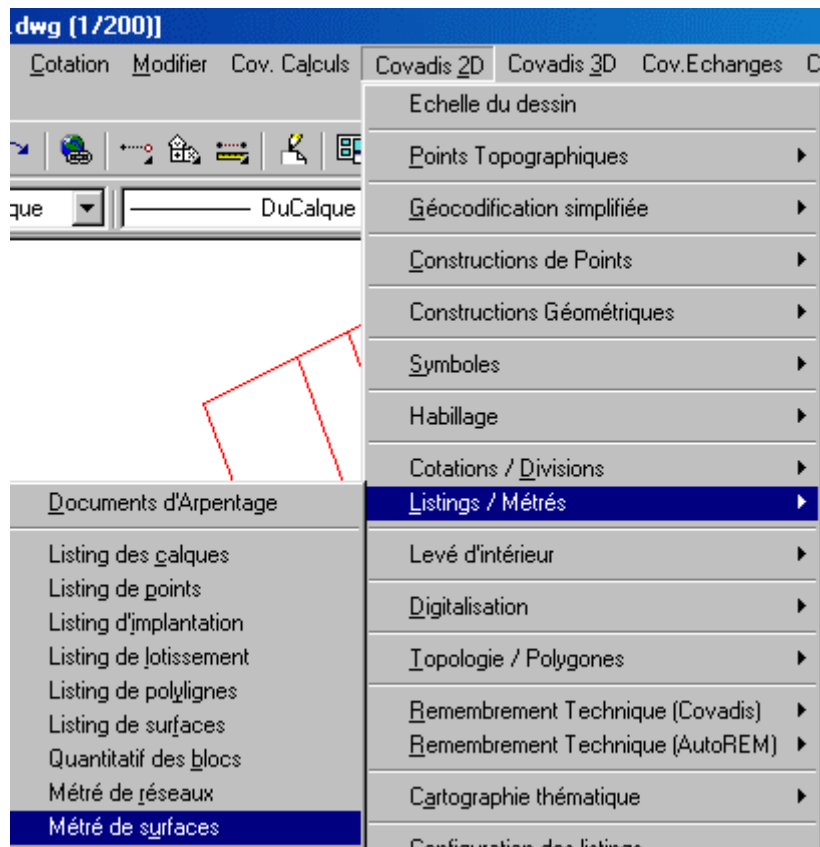 .dwg (1/200)]
Cotation Modifier Cov. Calculs Covadis 2D Covadis 3D Cov.Echanges
que DuCalque
Echelle du dessin
Points Topographiques
Géocodification simplifiée
Constructions de Points
Constructions Géométriques
Symboles
Habillage
Cotations / Divisions
Listings / Métrés
Levé d'intérieur
Digitalisation
Topologie / Polygones
Remembrement Technique (Covadis)
Remembrement Technique (AutoREM)
Cartographie thématique
Configuration des listings
Documents d'Arpentage
Listing des calques
Listing de points
Listing d'implantation
Listing de lotissement
Listing de polylignes
Listing de surfaces
Quantitatif des blocs
Métré de réseaux
Métré de surfaces